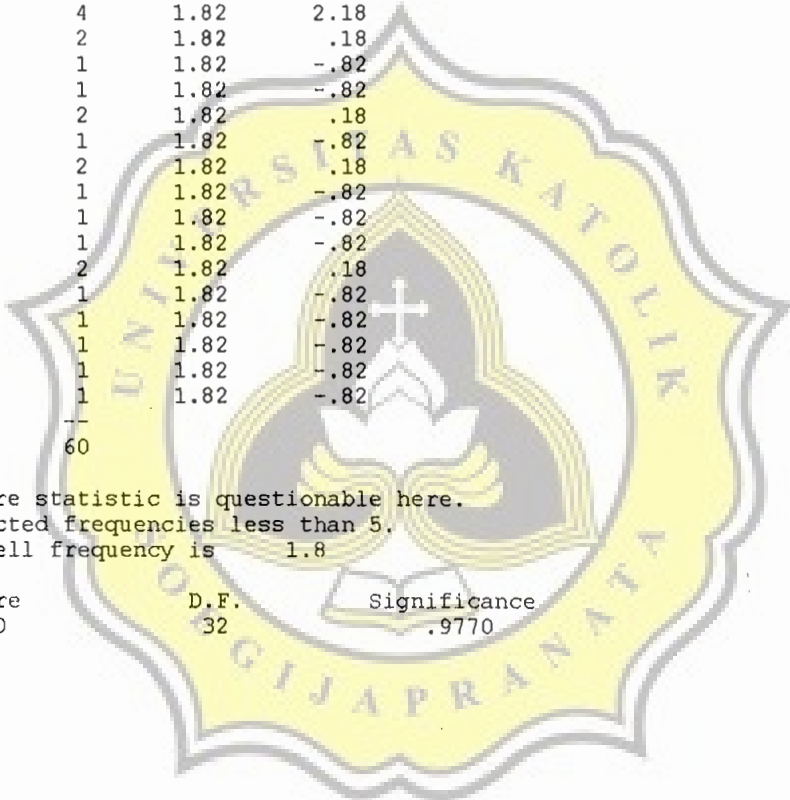 4 1.82 2.18
2 1.82 .18
1 1.82 -.82
1 1.82 -.82
2 1.82 .18
1 1.82 -.82
2 1.82 .18
1 1.82 -.82
1 1.82 -.82
1 1.82 -.82
2 1.82 .18
1 1.82 -.82
1 1.82 -.82
1 1.82 -.82
1 1.82 -.82
1 1.82 -.82
--
60
re statistic is questionable here.
cted frequencies less than 5.
ell frequency is 1.8
re D.F. Significance
0 32 .9770
UNIVERSITAS KATOLIK
SOEGIJAPRANATA